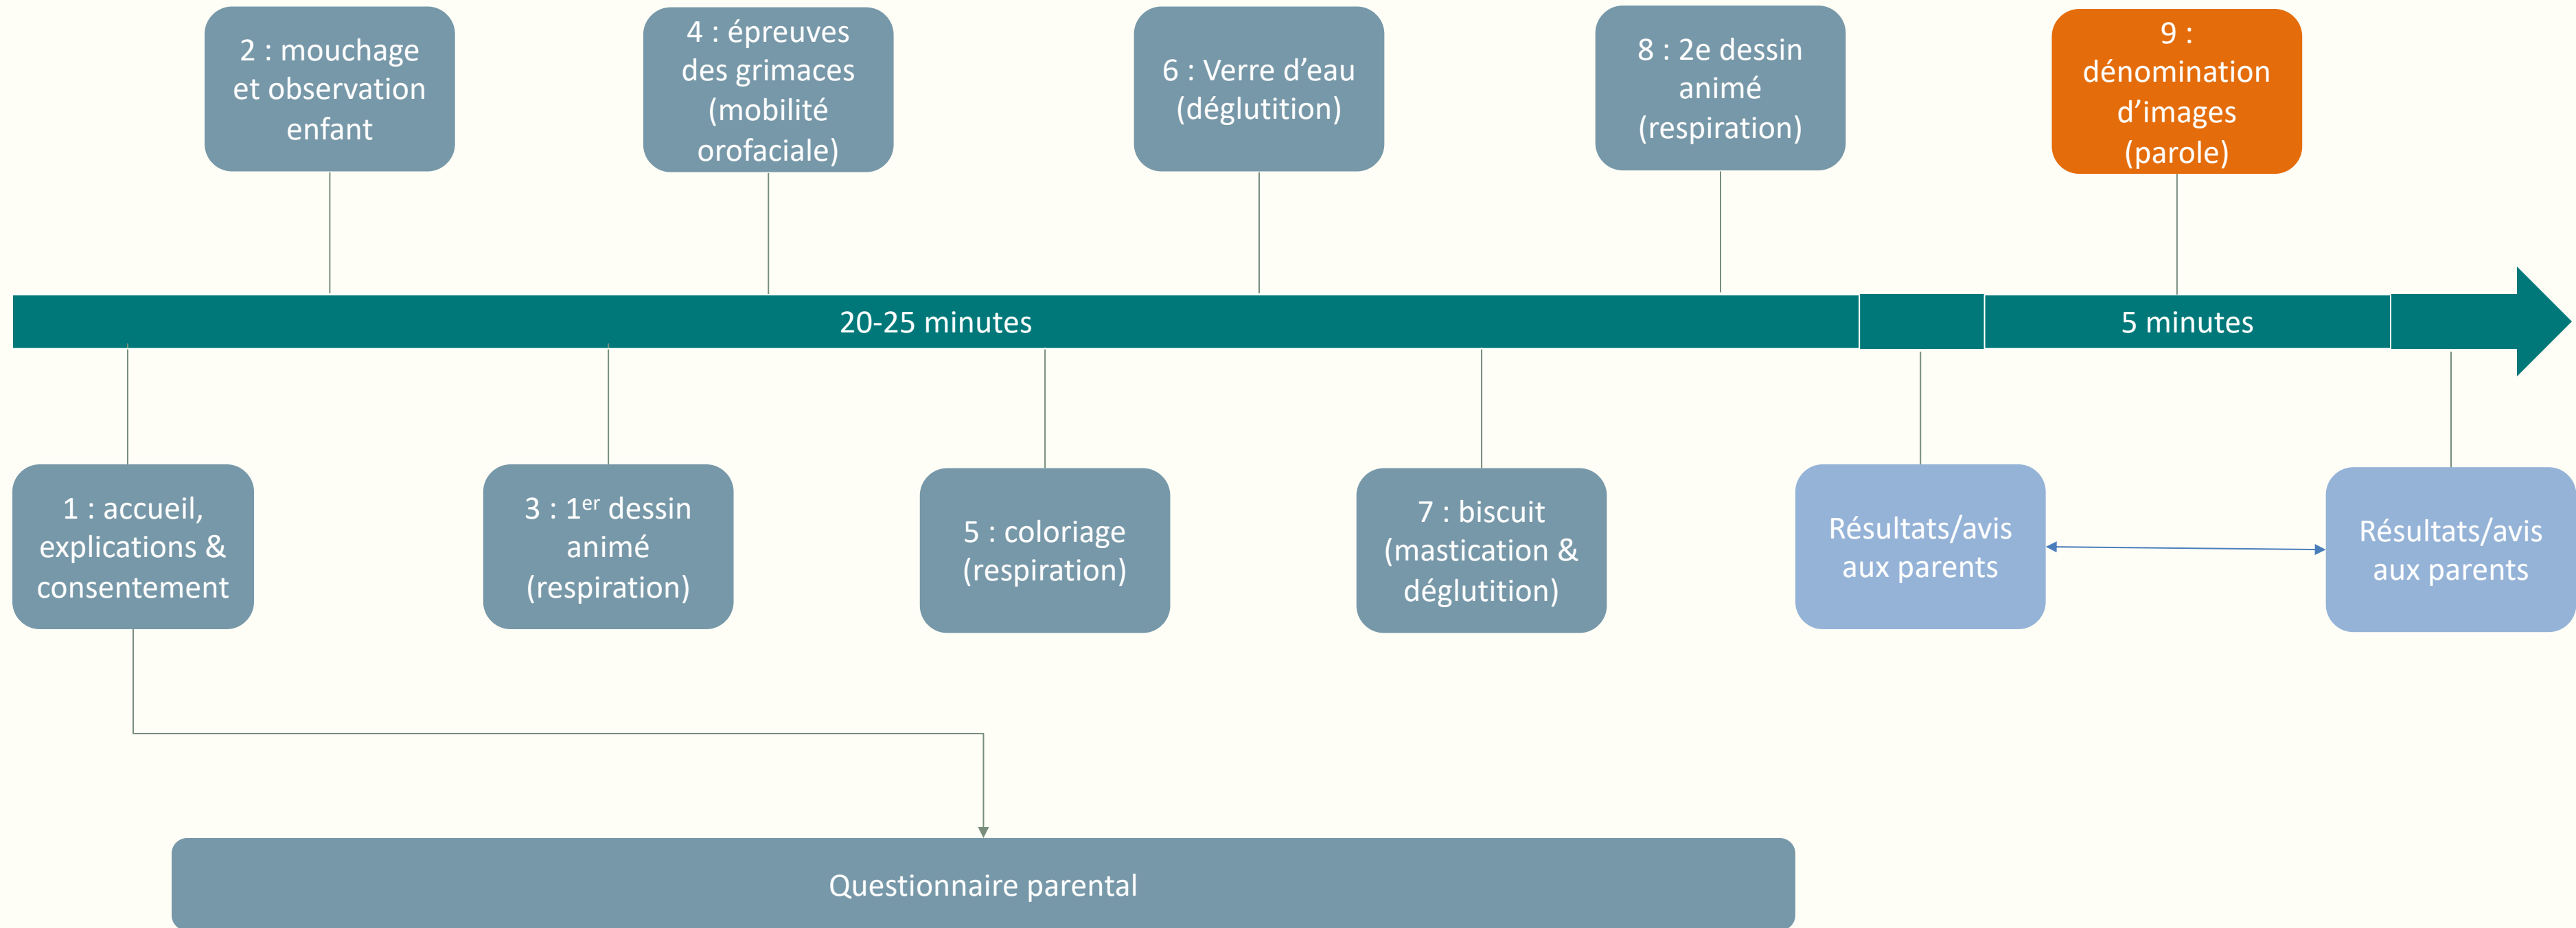 2 : mouchage
et observation
enfant
4 : épreuves
des grimaces
(mobilité
orofaciale)
6 : Verre d’eau
(déglutition)
8 : 2e dessin
animé
(respiration)
9 :
dénomination
d’images
(parole)
20-25 minutes
5 minutes
1 : accueil,
explications &
consentement
3 : 1er dessin
animé
(respiration)
5 : coloriage
(respiration)
7 : biscuit
(mastication &
déglutition)
Résultats/avis
aux parents
Résultats/avis
aux parents
Questionnaire parental